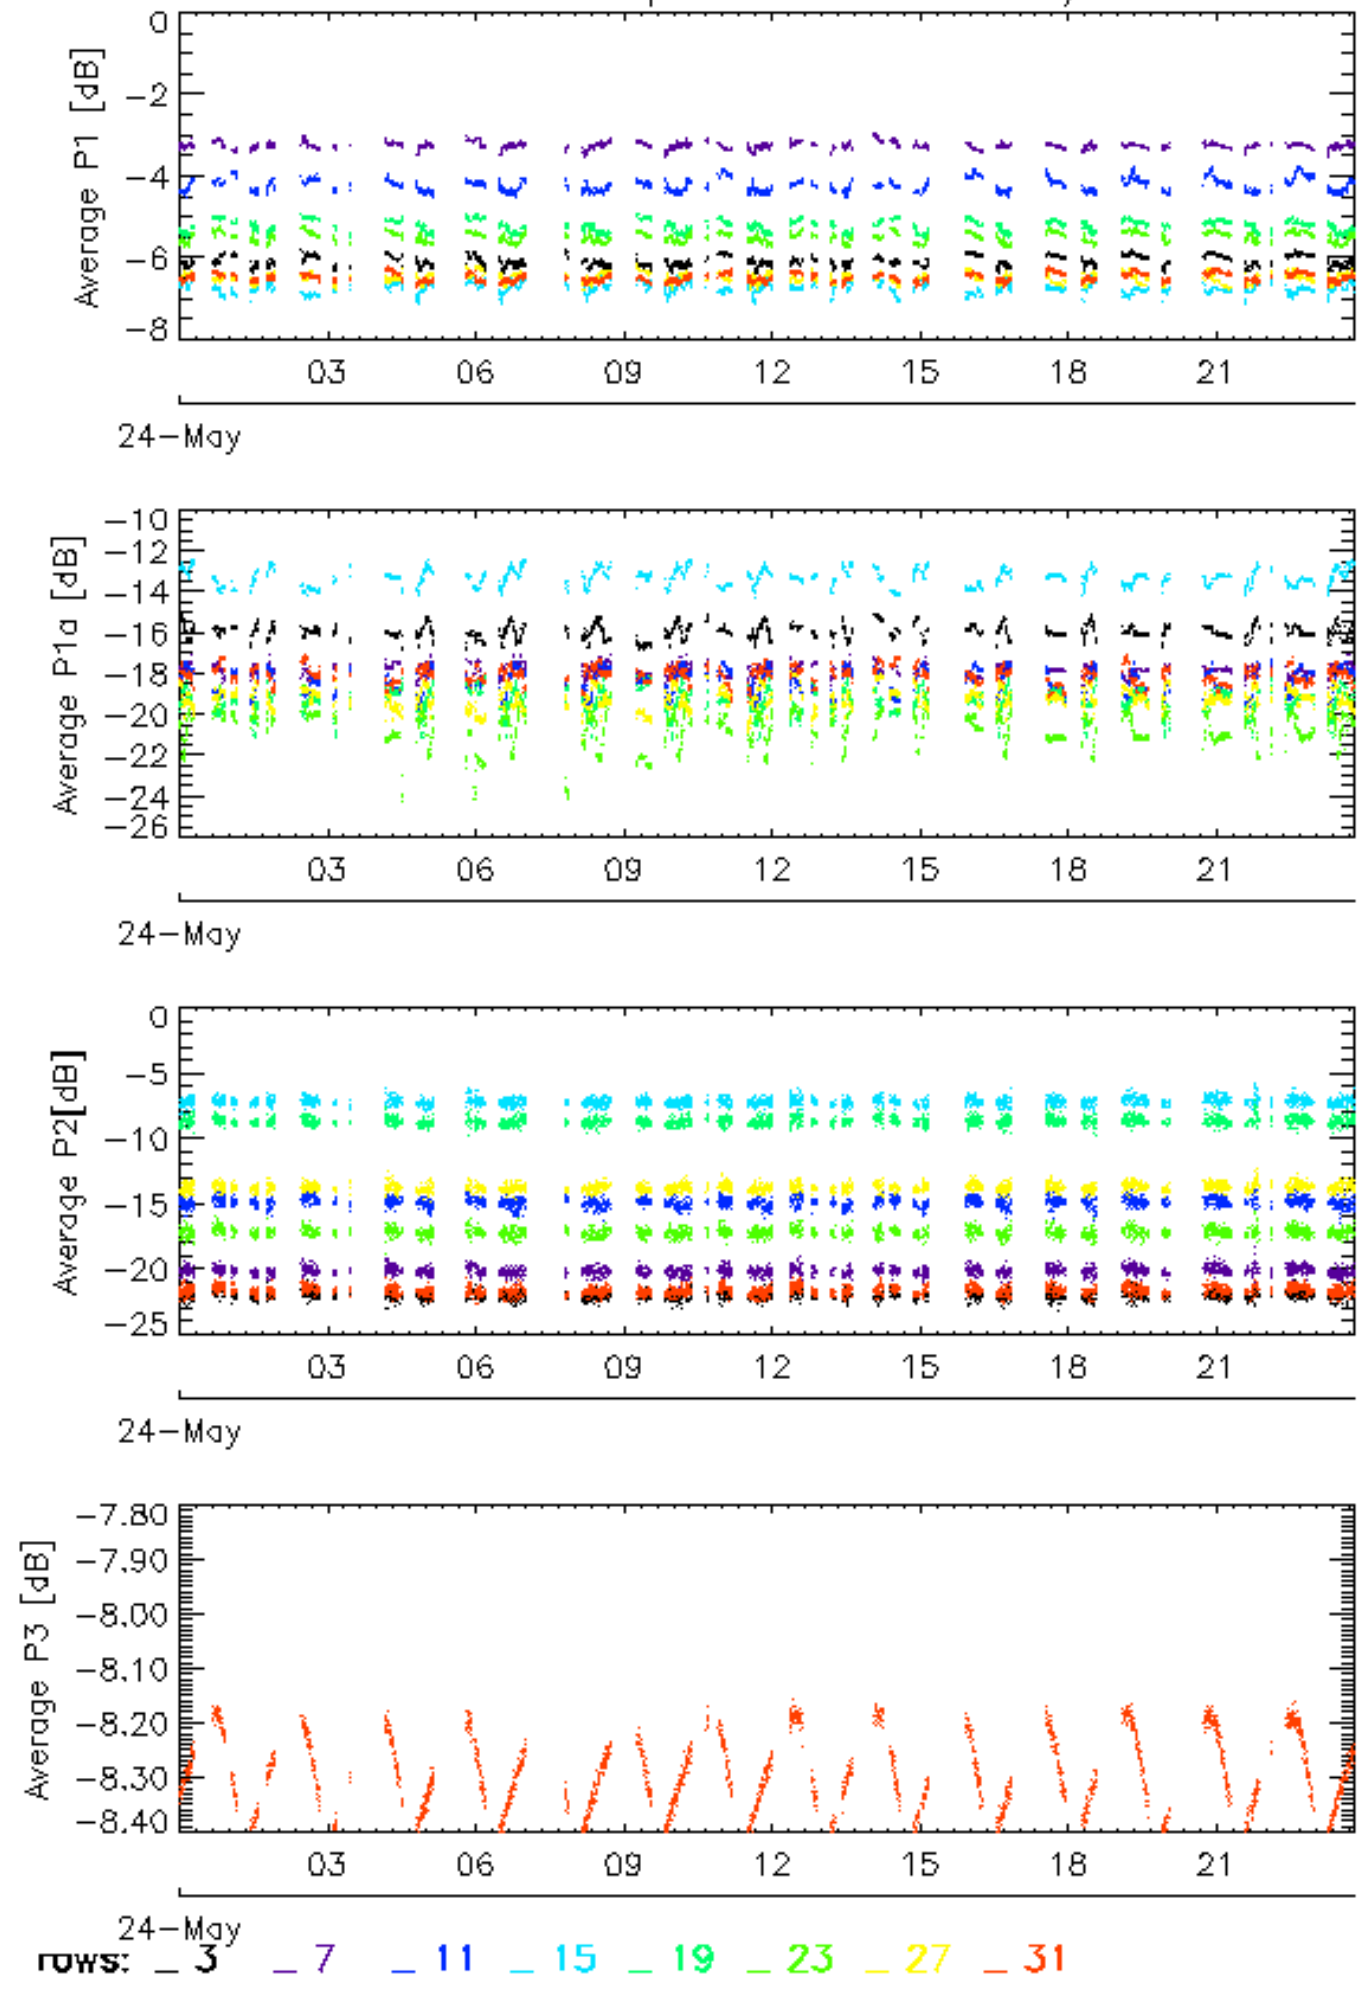 0
-2
-4
-6
-8
Average P1 [dB]
03 06 09 12 15 18 21
24-May
-10
-12
-14
-16
-18
-20
-22
-24
-26
Average P1a [dB]
03 06 09 12 15 18 21
24-May
0
-5
-10
-15
-20
-25
Average P2[dB]
03 06 09 12 15 18 21
24-May
-7.80
-7.90
-8.00
-8.10
-8.20
-8.30
-8.40
Average P3 [dB]
03 06 09 12 15 18 21
24-May
rows: _ 3 _ 7 _ 11 _ 15 _ 19 _ 23 _ 27 _ 31